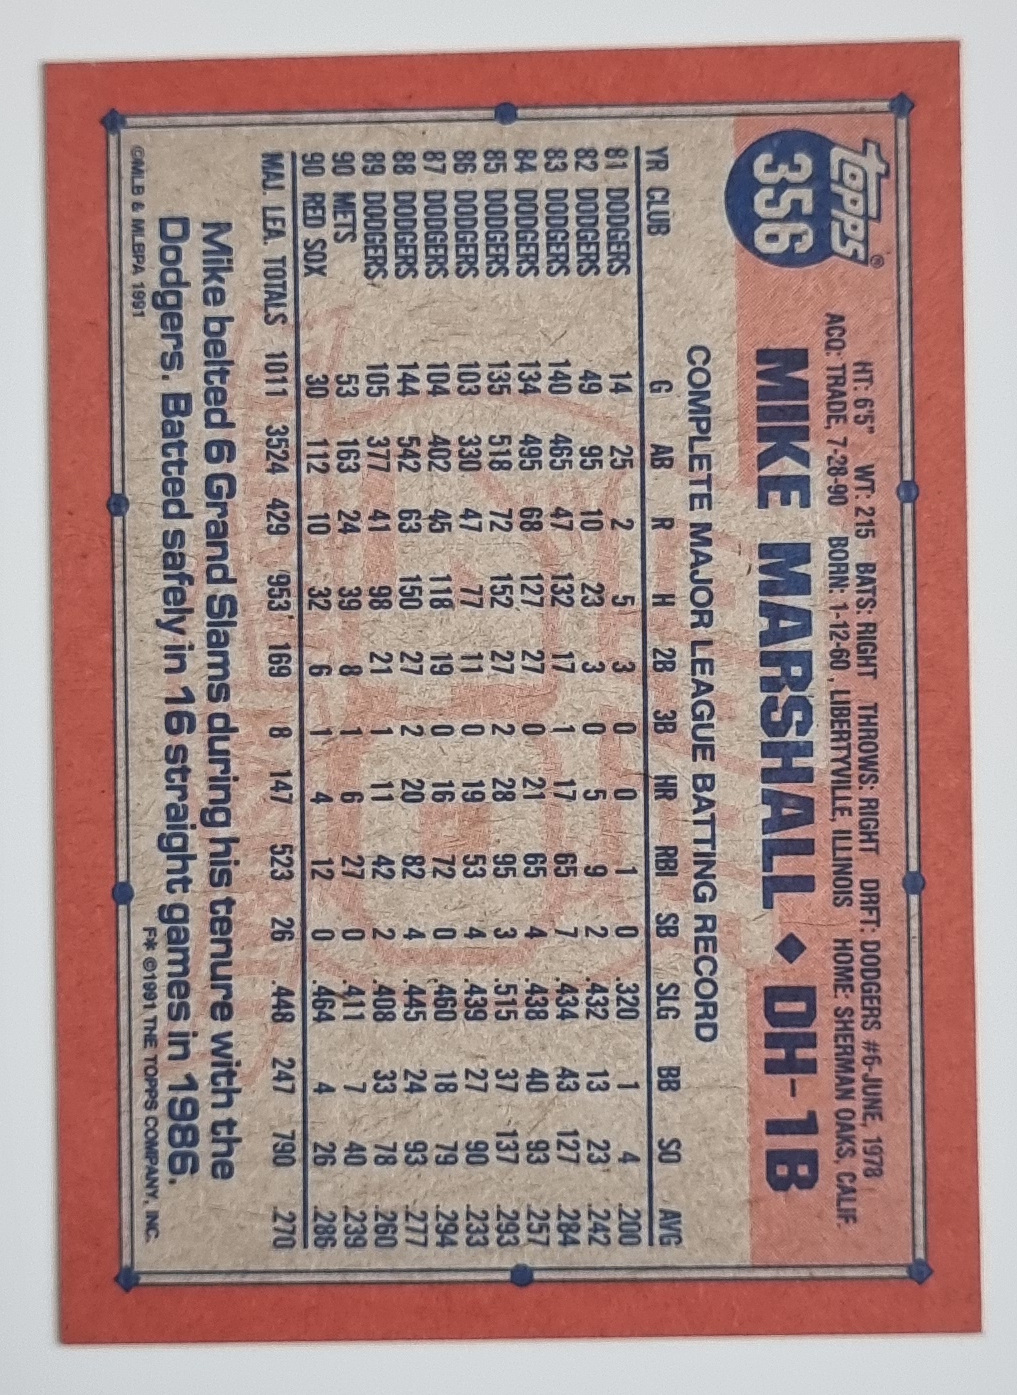 Topps®
356
HT: 6'5" WT: 215 BATS: RIGHT THROWS: RIGHT DRFT: DODGERS #6-JUNE, 1978
ACQ: TRADE, 7-28-90 BORN: 1-12-60, LIBERTYVILLE, ILLINOIS HOME: SHERMAN OAKS, CALIF.
MIKE MARSHALL ◆ DH-1B
COMPLETE MAJOR LEAGUE BATTING RECORD
YR CLUB G AB R H 2B 3B HR RBI SB SLG BB SO AVG
81 DODGERS 14 25 2 5 3 0 0 1 0 .320 1 4 .200
82 DODGERS 49 95 10 23 3 0 5 9 2 .432 13 23 .242
83 DODGERS 140 465 47 132 17 1 17 65 7 .434 43 127 .284
84 DODGERS 134 495 68 127 27 0 21 65 4 .438 40 93 .257
85 DODGERS 135 518 72 152 27 2 28 95 3 .515 37 137 .293
86 DODGERS 103 330 47 77 11 0 19 53 4 .439 27 90 .233
87 DODGERS 104 402 45 118 19 0 16 72 0 .460 18 79 .294
88 DODGERS 144 542 63 150 27 2 20 82 4 .445 24 93 .277
89 DODGERS 105 377 41 98 21 1 11 42 2 .408 33 78 .260
90 METS 53 163 24 39 8 1 6 27 0 .411 7 40 .239
90 RED SOX 30 112 10 32 6 1 4 12 0 .464 4 26 .286
MAJ. LEA. TOTALS 1011 3524 429 953 169 8 147 523 26 .448 247 790 .270
Mike belted 6 Grand Slams during his tenure with the
Dodgers. Batted safely in 16 straight games in 1986.
©MLB & MLBPA 1991
F* ©1991 THE TOPPS COMPANY, INC.